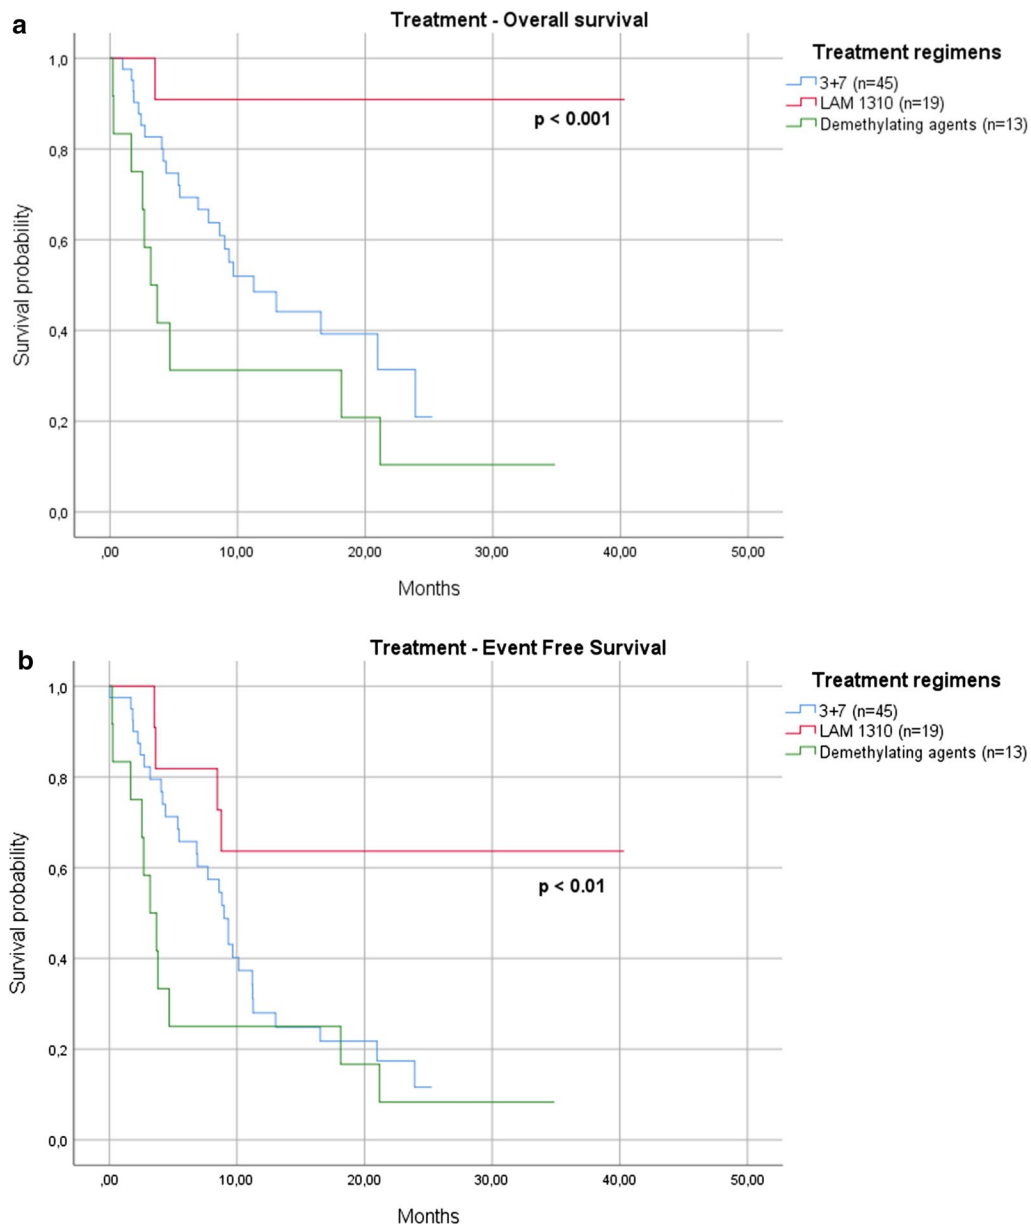 a
Treatment - Overall survival
Treatment regimens
3+7 (n=45)
LAM 1310 (n=19)
Demethylating agents (n=13)
p < 0.001
Survival probability
1,0
0,8
0,6
0,4
0,2
0,0
,00 10,00 20,00 30,00 40,00 50,00
Months
b
Treatment - Event Free Survival
Treatment regimens
3+7 (n=45)
LAM 1310 (n=19)
Demethylating agents (n=13)
p < 0.01
Survival probability
1,0
0,8
0,6
0,4
0,2
0,0
,00 10,00 20,00 30,00 40,00 50,00
Months